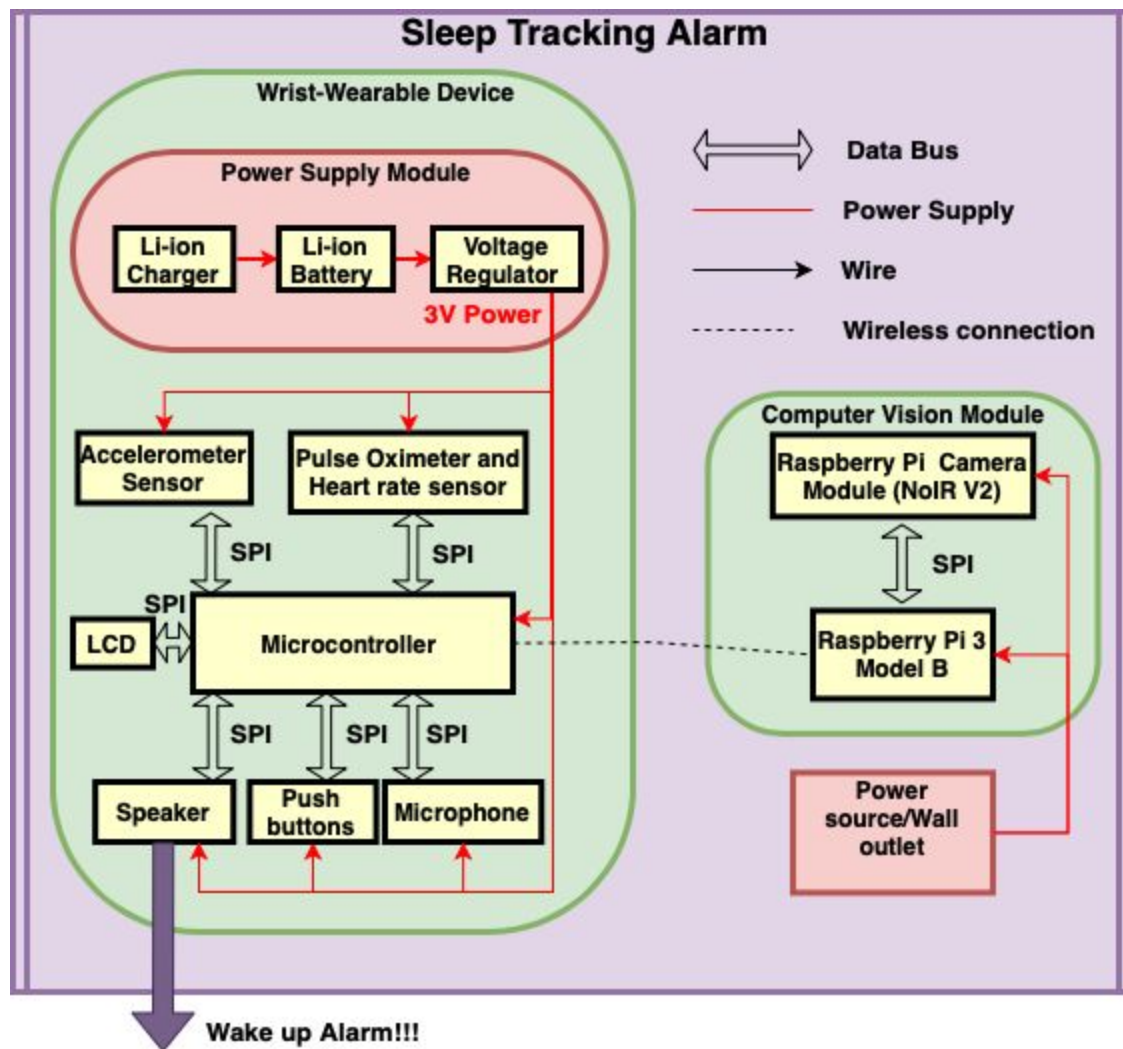 Sleep Tracking Alarm
Wrist-Wearable Device
Power Supply Module
Li-ion
Charger
Li-ion
Battery
Voltage
Regulator
3V Power
Data Bus
Power Supply
Wire
Wireless connection
Accelerometer
Sensor
Pulse Oximeter and
Heart rate sensor
SPI
SPI
SPI
LCD
Microcontroller
SPI
SPI
SPI
Speaker
Push
buttons
Microphone
Computer Vision Module
Raspberry Pi Camera
Module (NoIR V2)
SPI
Raspberry Pi 3
Model B
Power
source/Wall
outlet
Wake up Alarm!!!